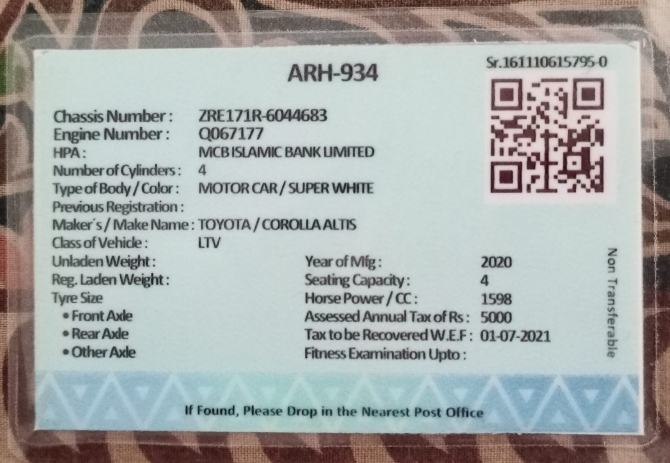 Sr.161110615795-0
ARH-934
Chassis Number : ZRE171R-6044683
Engine Number : Q067177
HPA : MCB ISLAMIC BANK LIMITED
Number of Cylinders : 4
Type of Body / Color : MOTOR CAR / SUPER WHITE
Previous Registration :
Maker's / Make Name : TOYOTA / COROLLA ALTIS
Class of Vehicle : LTV
Unladen Weight : Year of Mfg : 2020
Reg. Laden Weight : Seating Capacity : 4
Tyre Size Horse Power / CC : 1598
• Front Axle Assessed Annual Tax of Rs : 5000
• Rear Axle Tax to be Recovered W.E.F : 01-07-2021
• Other Axle Fitness Examination Upto :
Non Transferable
If Found, Please Drop in the Nearest Post Office